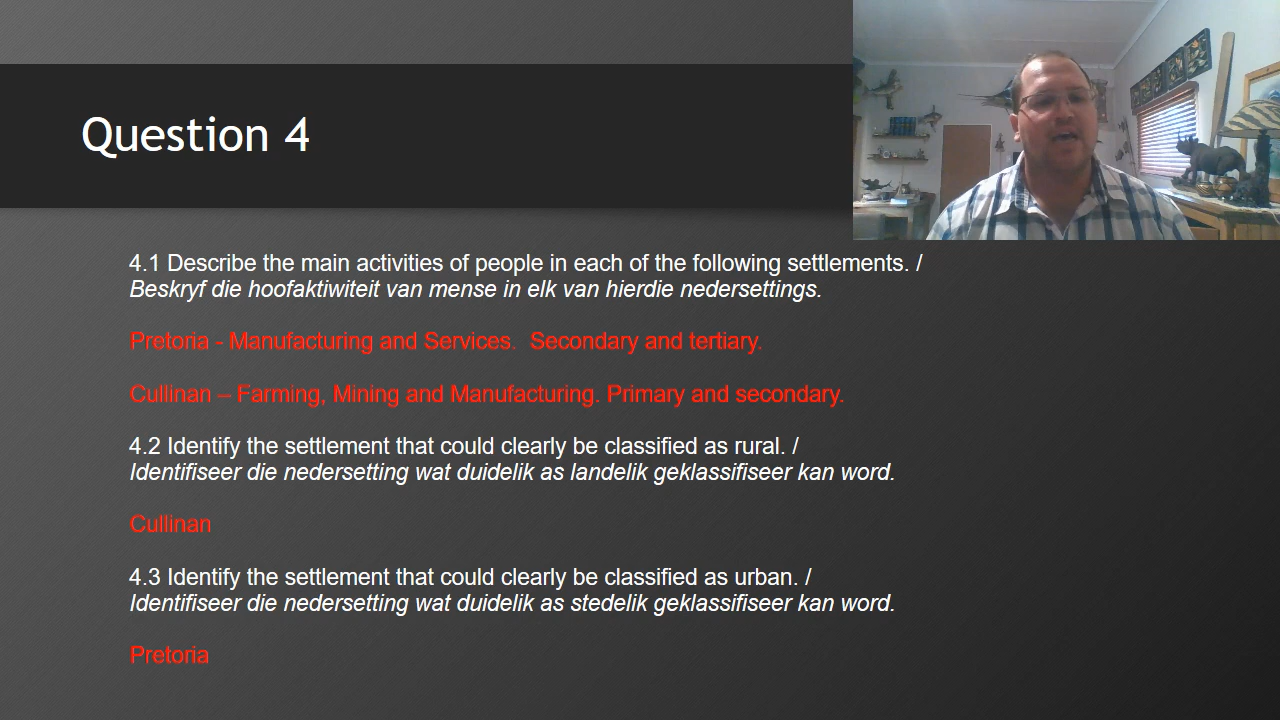 Question 4
4.1 Describe the main activities of people in each of the following settlements. /
Beskryf die hoofaktiwiteit van mense in elk van hierdie nedersettings.
Pretoria - Manufacturing and Services.  Secondary and tertiary.
Cullinan – Farming, Mining and Manufacturing. Primary and secondary.
4.2 Identify the settlement that could clearly be classified as rural. /
Identifiseer die nedersetting wat duidelik as landelik geklassifiseer kan word.
Cullinan
4.3 Identify the settlement that could clearly be classified as urban. /
Identifiseer die nedersetting wat duidelik as stedelik geklassifiseer kan word.
Pretoria